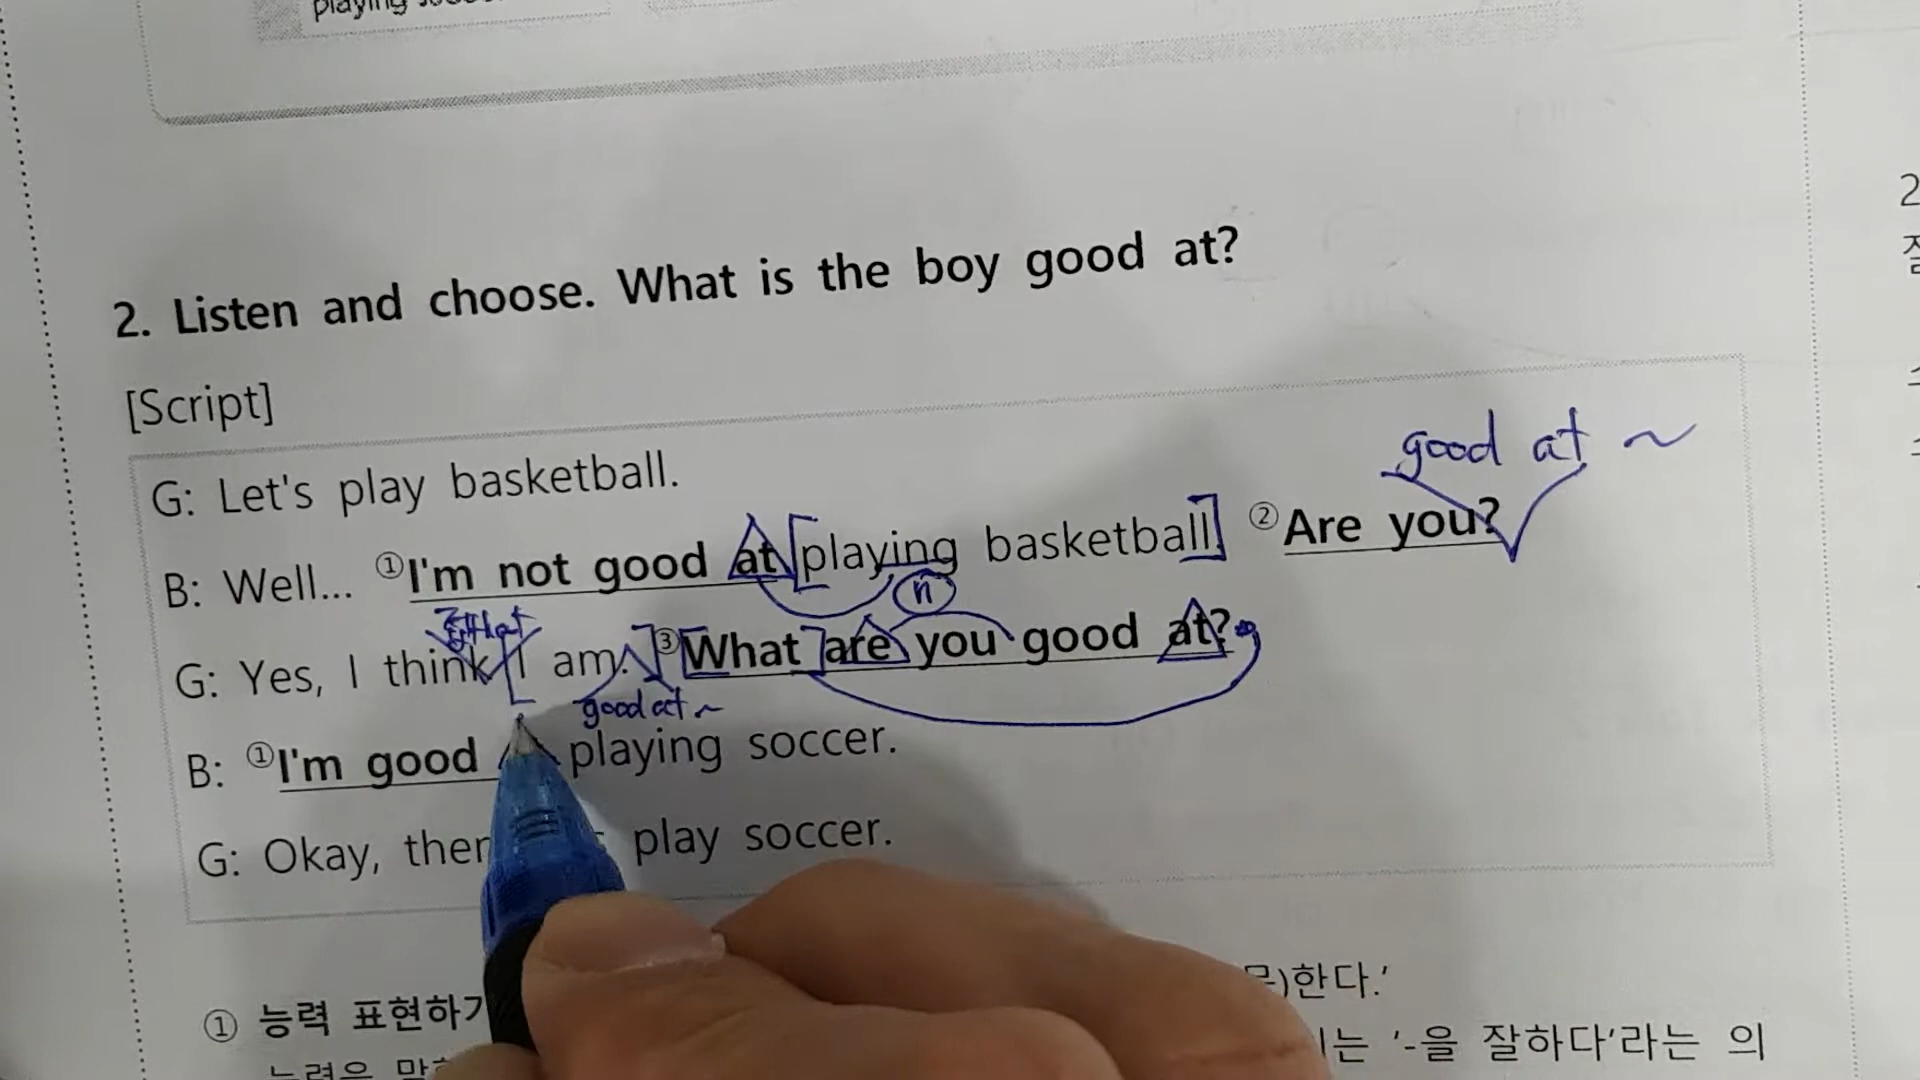 playing
2. Listen and choose. What is the boy good at?
[Script]
good at ~
G: Let's play basketball.
B: Well... ①I'm not good at [playing basketball.] ②Are you?
n
that
G: Yes, I think I am. ③What are you good at?
good at ~
B: ①I'm good playing soccer.
G: Okay, play soccer.
① 능력 표현하기
한다.'
는 '-을 잘하다'라는 의
2